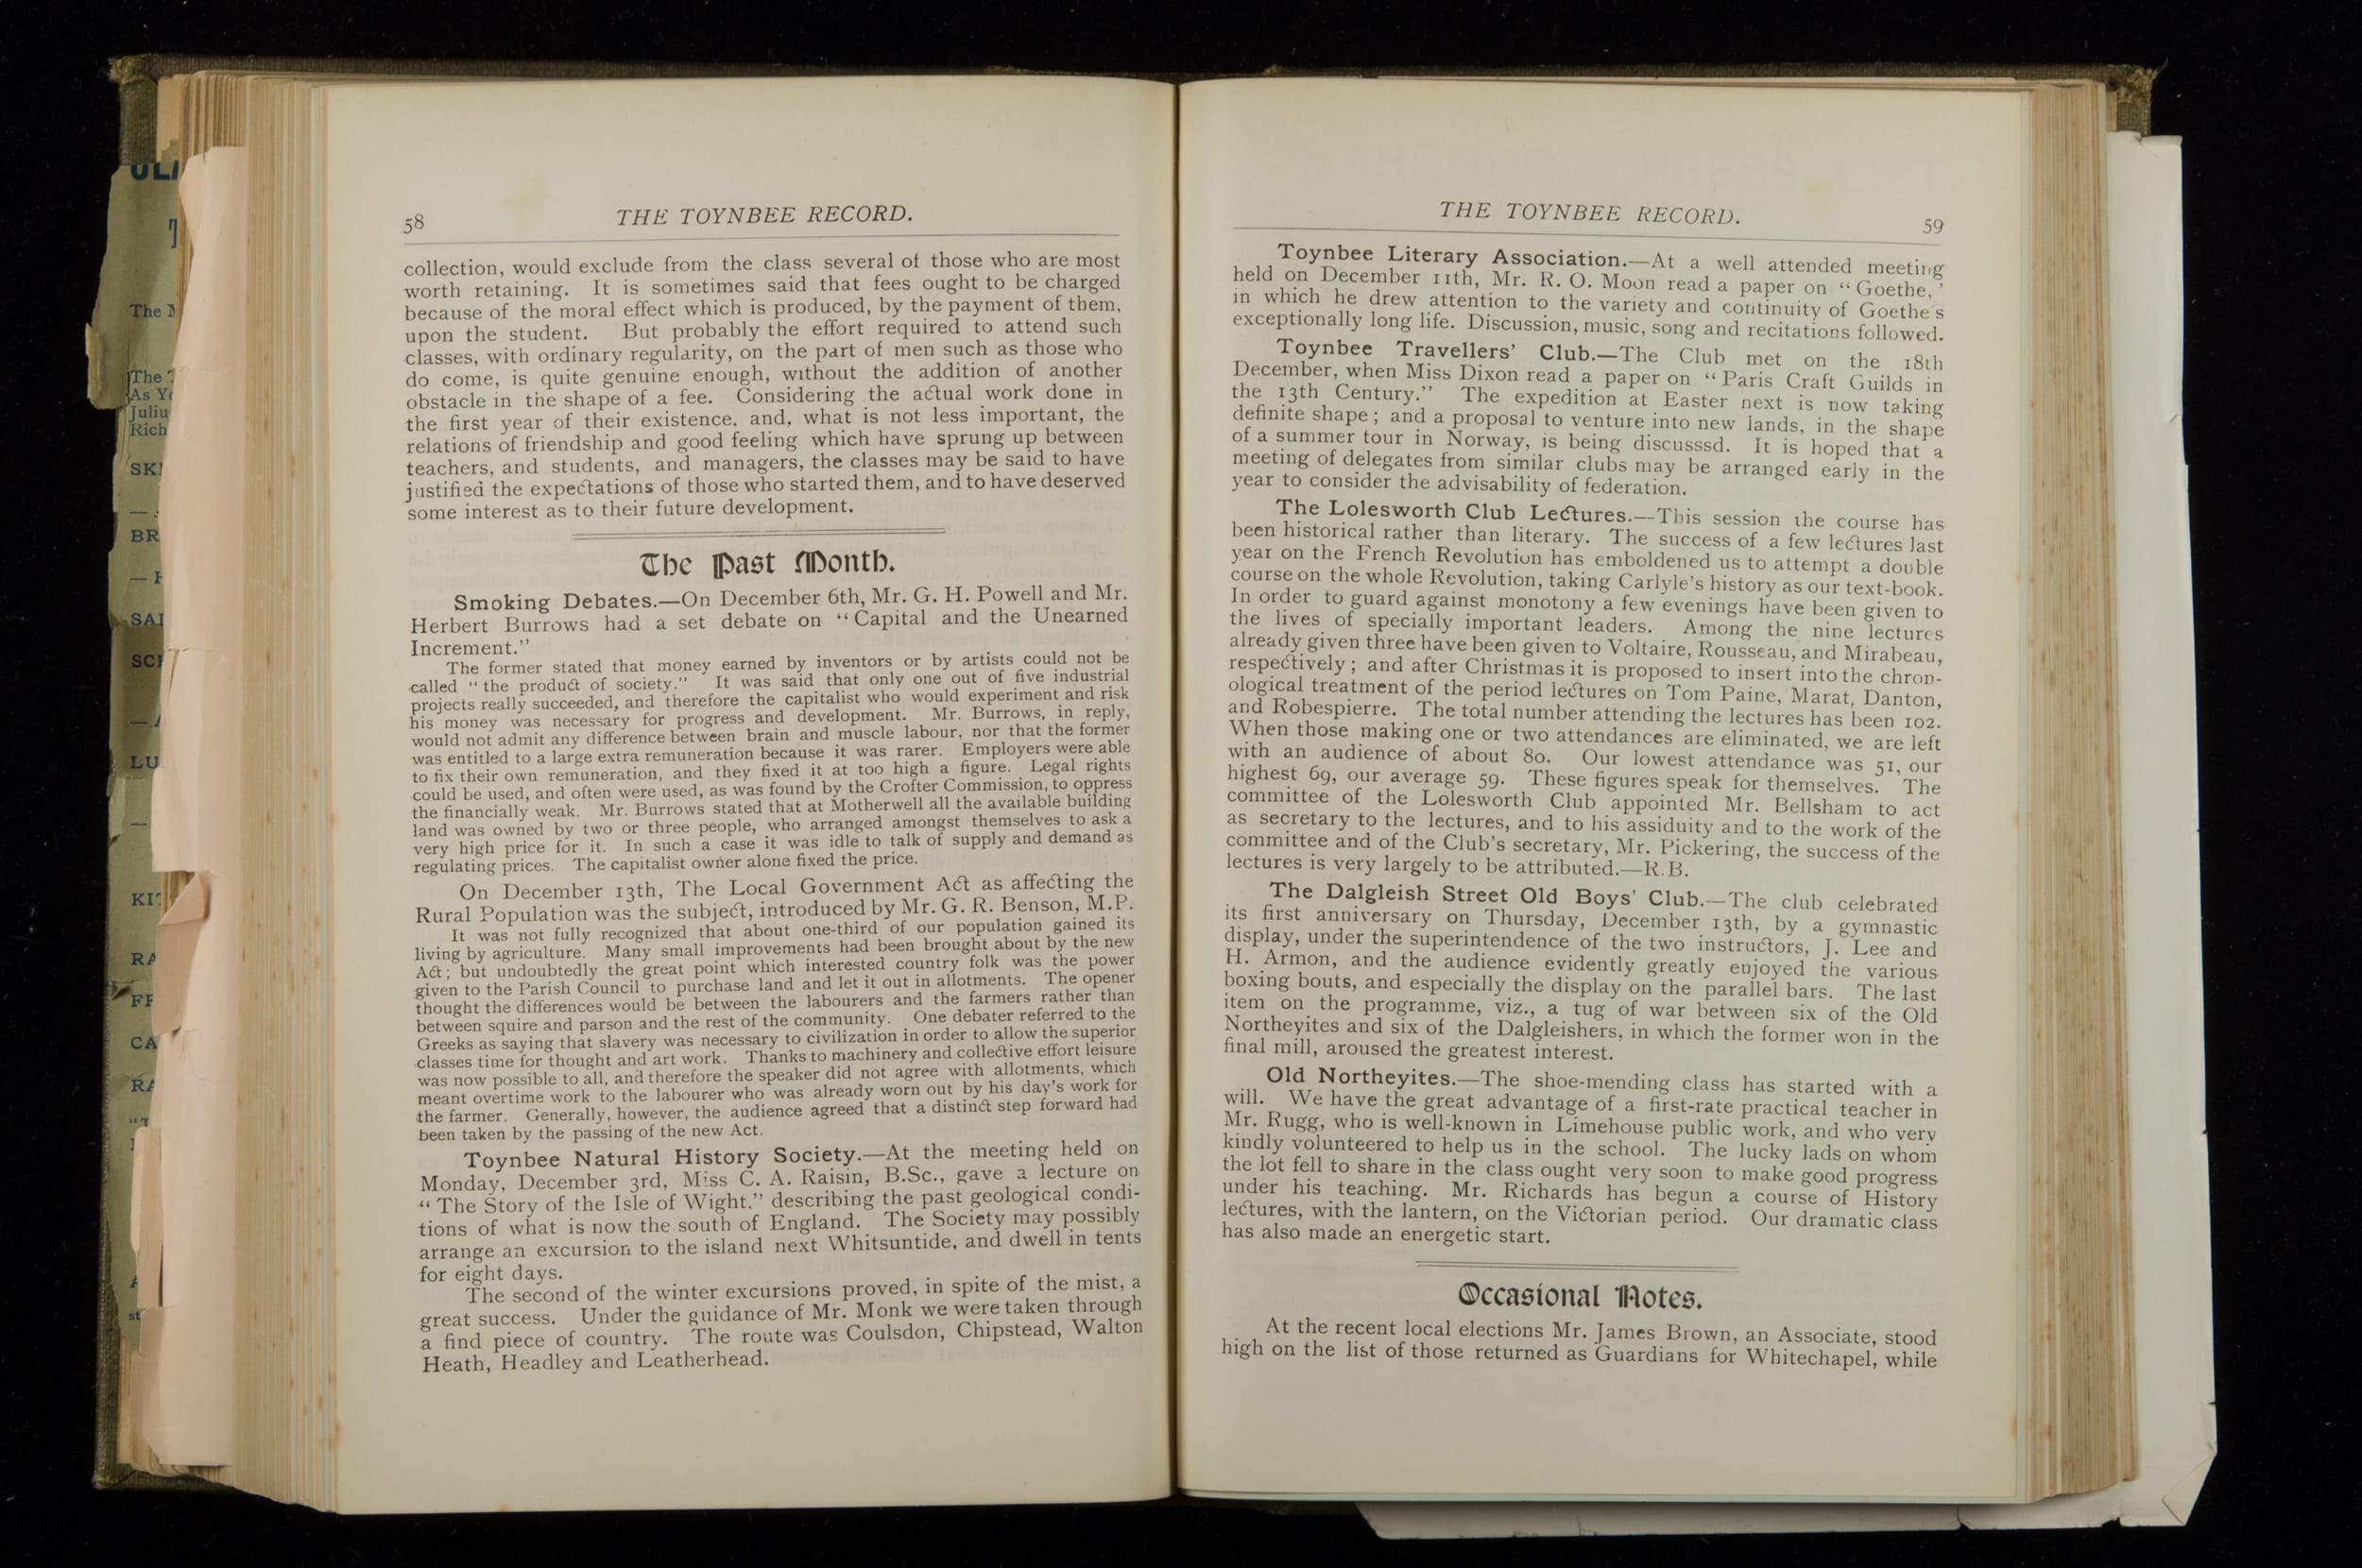 58
THE TOYNBEE RECORD.
collection, would exclude from the class several of those who are most
worth retaining. It is sometimes said that fees ought to be charged
because of the moral effect which is produced, by the payment of them,
upon the student. But probably the effort required to attend such
classes, with ordinary regularity, on the part of men such as those who
do come, is quite genuine enough, without the addition of another
obstacle in the shape of a fee. Considering the actual work done in
the first year of their existence, and, what is not less important, the
relations of friendship and good feeling which have sprung up between
teachers, and students, and managers, the classes may be said to have
justified the expectations of those who started them, and to have deserved
some interest as to their future development.
The Past Month.
Smoking Debates.—On December 6th, Mr. G. H. Powell and Mr.
Herbert Burrows had a set debate on "Capital and the Unearned
Increment."
The former stated that money earned by inventors or by artists could not be
called "the product of society." It was said that only one out of five industrial
projects really succeeded, and therefore the capitalist who would experiment and risk
his money was necessary for progress and development. Mr. Burrows, in reply,
would not admit any difference between brain and muscle labour, nor that the former
was entitled to a large extra remuneration because it was rarer. Employers were able
to fix their own remuneration, and they fixed it at too high a figure. Legal rights
could be used, and often were used, as was found by the Crofter Commission, to oppress
the financially weak. Mr. Burrows stated that at Motherwell all the available building
land was owned by two or three people, who arranged amongst themselves to ask a
very high price for it. In such a case it was idle to talk of supply and demand as
regulating prices. The capitalist owner alone fixed the price.
On December 13th, The Local Government Act as affecting the
Rural Population was the subject, introduced by Mr. G. R. Benson, M.P.
It was not fully recognized that about one-third of our population gained its
living by agriculture. Many small improvements had been brought about by the new
Act; but undoubtedly the great point which interested country folk was the power
given to the Parish Council to purchase land and let it out in allotments. The opener
thought the differences would be between the labourers and the farmers rather than
between squire and parson and the rest of the community. One debater referred to the
Greeks as saying that slavery was necessary to civilization in order to allow the superior
classes time for thought and art work. Thanks to machinery and collective effort leisure
was now possible to all, and therefore the speaker did not agree with allotments, which
meant overtime work to the labourer who was already worn out by his day's work for
the farmer. Generally, however, the audience agreed that a distinct step forward had
been taken by the passing of the new Act.
Toynbee Natural History Society.—At the meeting held on
Monday, December 3rd, Miss C. A. Raisin, B.Sc., gave a lecture on
"The Story of the Isle of Wight," describing the past geological condi-
tions of what is now the south of England. The Society may possibly
arrange an excursion to the island next Whitsuntide, and dwell in tents
for eight days.
The second of the winter excursions proved, in spite of the mist, a
great success. Under the guidance of Mr. Monk we were taken through
a find piece of country. The route was Coulsdon, Chipstead, Walton
Heath, Headley and Leatherhead.
THE TOYNBEE RECORD.
59
Toynbee Literary Association.—At a well attended meeting
held on December 11th, Mr. R. O. Moon read a paper on "Goethe,'
in which he drew attention to the variety and continuity of Goethe's
exceptionally long life. Discussion, music, song and recitations followed.
Toynbee Travellers' Club.—The Club met on the 18th
December, when Miss Dixon read a paper on "Paris Craft Guilds in
the 13th Century." The expedition at Easter next is now taking
definite shape; and a proposal to venture into new lands, in the shape
of a summer tour in Norway, is being discusssd. It is hoped that a
meeting of delegates from similar clubs may be arranged early in the
year to consider the advisability of federation.
The Lolesworth Club Lectures.—This session the course has
been historical rather than literary. The success of a few lectures last
year on the French Revolution has emboldened us to attempt a double
course on the whole Revolution, taking Carlyle's history as our text-book.
In order to guard against monotony a few evenings have been given to
the lives of specially important leaders. Among the nine lectures
already given three have been given to Voltaire, Rousseau, and Mirabeau,
respectively; and after Christmas it is proposed to insert into the chron-
ological treatment of the period lectures on Tom Paine, Marat, Danton,
and Robespierre. The total number attending the lectures has been 102.
When those making one or two attendances are eliminated, we are left
with an audience of about 80. Our lowest attendance was 51, our
highest 69, our average 59. These figures speak for themselves. The
committee of the Lolesworth Club appointed Mr. Bellsham to act
as secretary to the lectures, and to his assiduity and to the work of the
committee and of the Club's secretary, Mr. Pickering, the success of the
lectures is very largely to be attributed.—R.B.
The Dalgleish Street Old Boys' Club.—The club celebrated
its first anniversary on Thursday, December 13th, by a gymnastic
display, under the superintendence of the two instructors, J. Lee and
H. Armon, and the audience evidently greatly enjoyed the various
boxing bouts, and especially the display on the parallel bars. The last
item on the programme, viz., a tug of war between six of the Old
Northeyites and six of the Dalgleishers, in which the former won in the
final mill, aroused the greatest interest.
Old Northeyites.—The shoe-mending class has started with a
will. We have the great advantage of a first-rate practical teacher in
Mr. Rugg, who is well-known in Limehouse public work, and who very
kindly volunteered to help us in the school. The lucky lads on whom
the lot fell to share in the class ought very soon to make good progress
under his teaching. Mr. Richards has begun a course of History
lectures, with the lantern, on the Victorian period. Our dramatic class
has also made an energetic start.
Occasional Notes.
At the recent local elections Mr. James Brown, an Associate, stood
high on the list of those returned as Guardians for Whitechapel, while